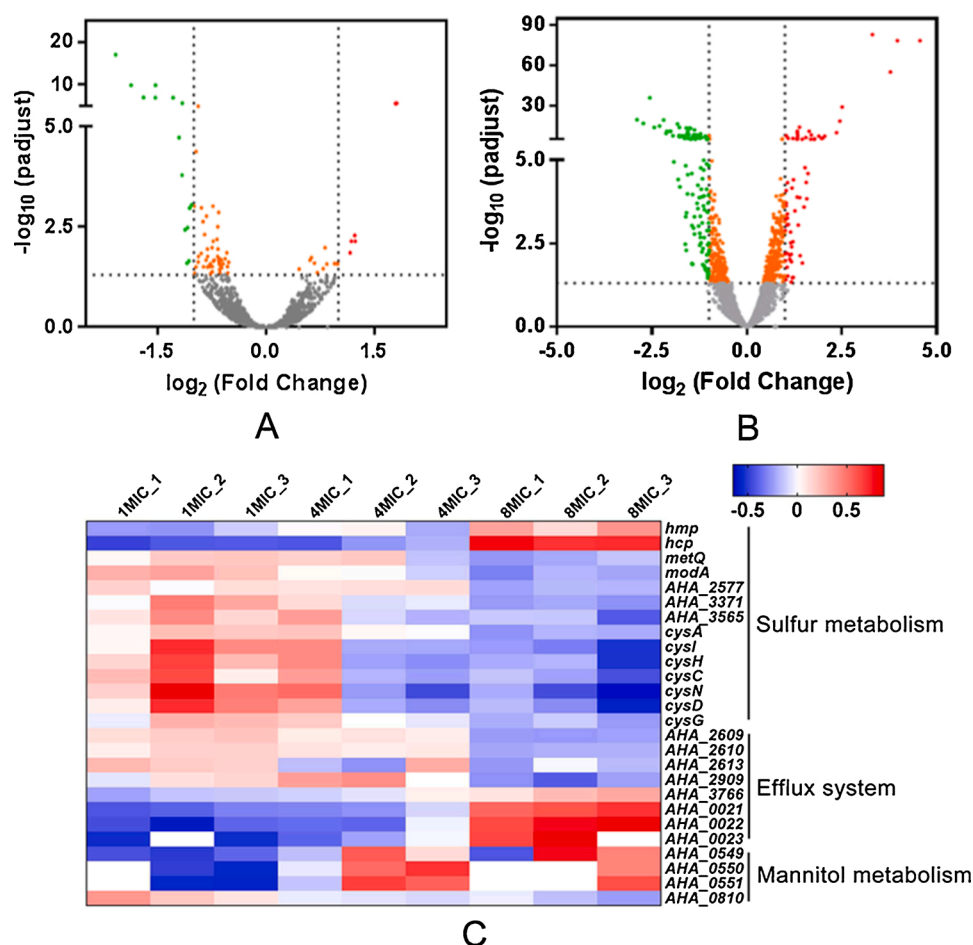 20
10
5.0
2.5
0.0
-log10 (padjust)
-1.5
0.0
1.5
log2 (Fold Change)
A
90
60
30
5.0
2.5
0.0
-log10 (padjust)
-5.0
-2.5
0.0
2.5
5.0
log2 (Fold Change)
B
1MIC_1
1MIC_2
1MIC_3
4MIC_1
4MIC_2
4MIC_3
8MIC_1
8MIC_2
8MIC_3
-0.5
0
0.5
hmp
hcp
metQ
modA
AHA_2577
AHA_3371
AHA_3565
cysA
cysI
cysH
cysC
cysN
cysD
cysG
AHA_2609
AHA_2610
AHA_2613
AHA_2909
AHA_3766
AHA_0021
AHA_0022
AHA_0023
AHA_0549
AHA_0550
AHA_0551
AHA_0810
Sulfur metabolism
Efflux system
Mannitol metabolism
C